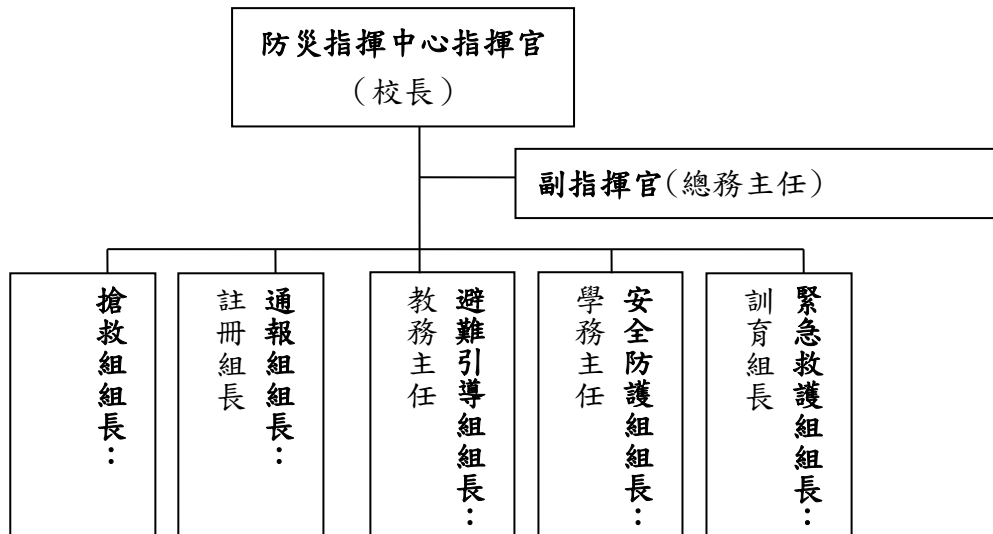 防災指揮中心指揮官
（校長）
副指揮官(總務主任）
搶救組組長：
通報組組長：
註冊組長
避難引導組組長：
教務主任
安全防護組組長：
學務主任
緊急救護組組長：
訓育組長